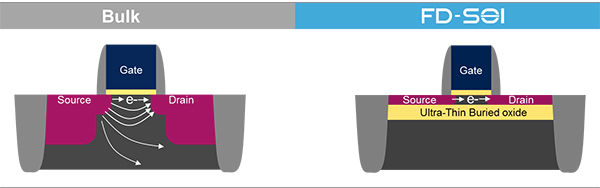 Bulk
FD-SOI
Gate
Source
e-
Drain
Gate
Source
e-
Drain
Ultra-Thin Buried oxide